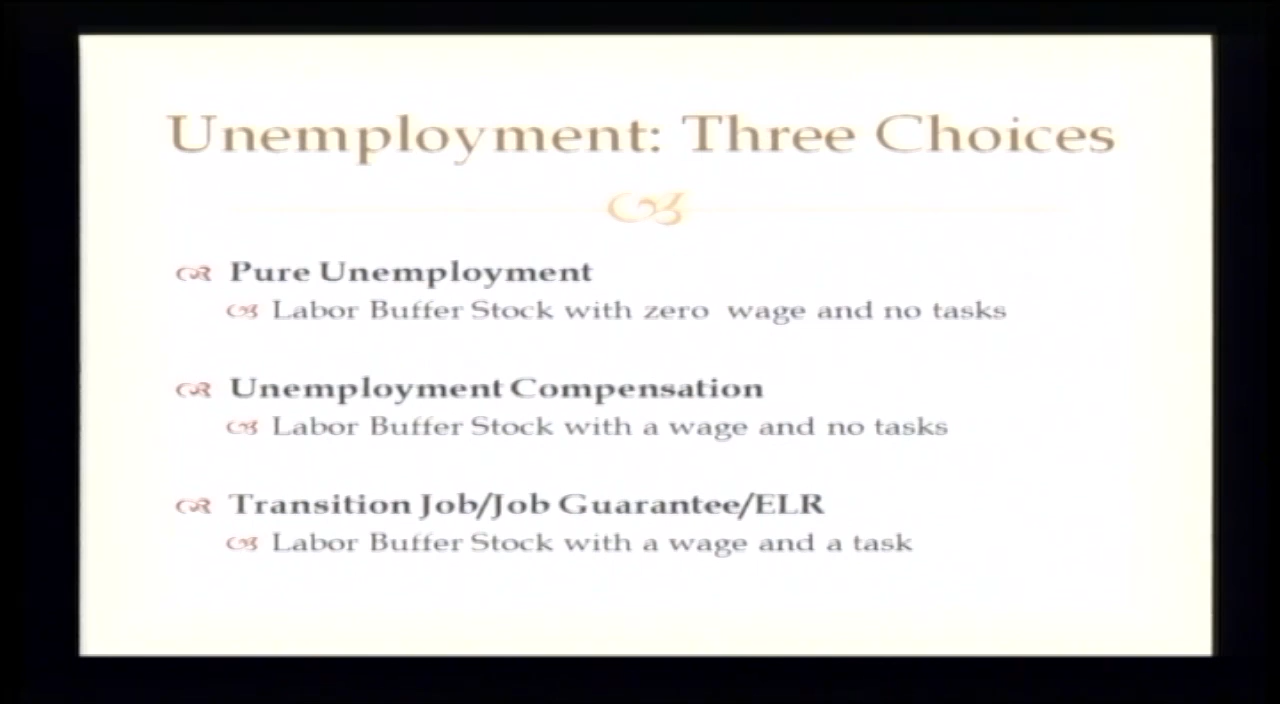 Unemployment: Three Choices
Pure Unemployment
Labor Buffer Stock with zero wage and no tasks
Unemployment Compensation
Labor Buffer Stock with a wage and no tasks
Transition Job/Job Guarantee/ELR
Labor Buffer Stock with a wage and a task